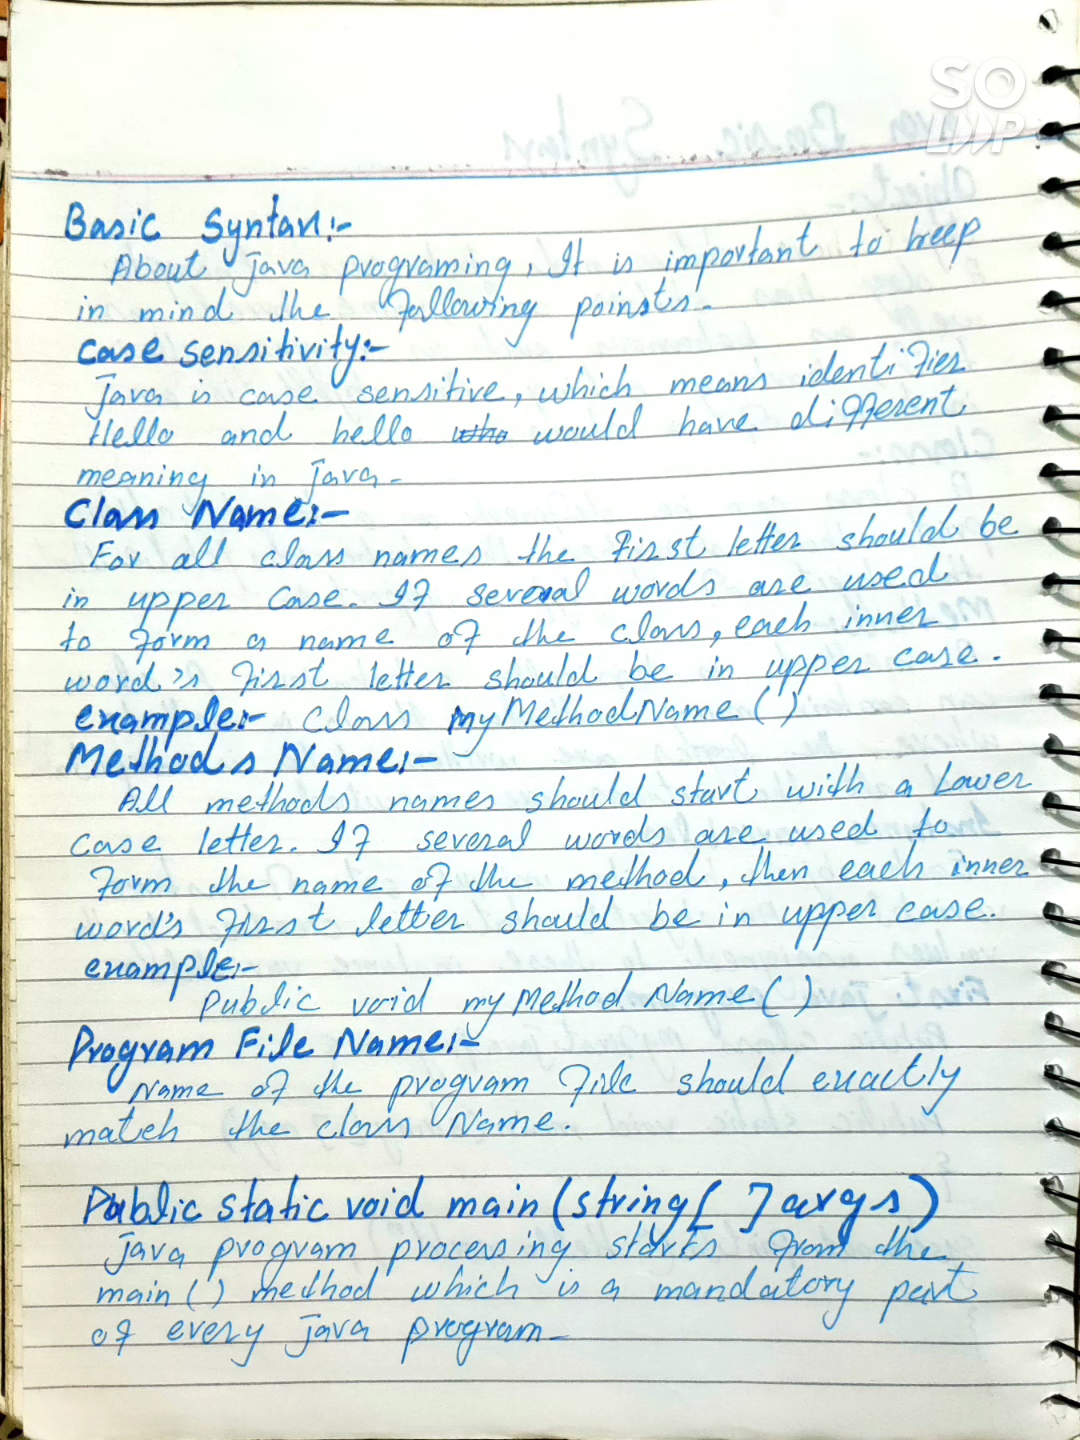 SO
LOOP
Basic Syntax:-
About java programing, It is important to keep
in mind the following poinsts-
Case sensitivity:-
Java is case sensitive, which means identifier
Hello and hello would have different
meaning in java-
Class Name:-
For all class names the first letter should be
in upper case. If several words are used
to form a name of the class, each inner
word's first letter should be in upper case.
example:- Class myMethodName()
Methods Name:-
All methods names should start with a Lower
case letter. If several words are used to
form the name of the method, then each inner
word's first letter should be in upper case.
example:-
Public void myMethodName()
Program File Name:-
Name of the program file should exactly
match the class Name.
Public static void main(string[ ] args)
java program processing starts from the
main() method which is a mandatory part
of every java program-